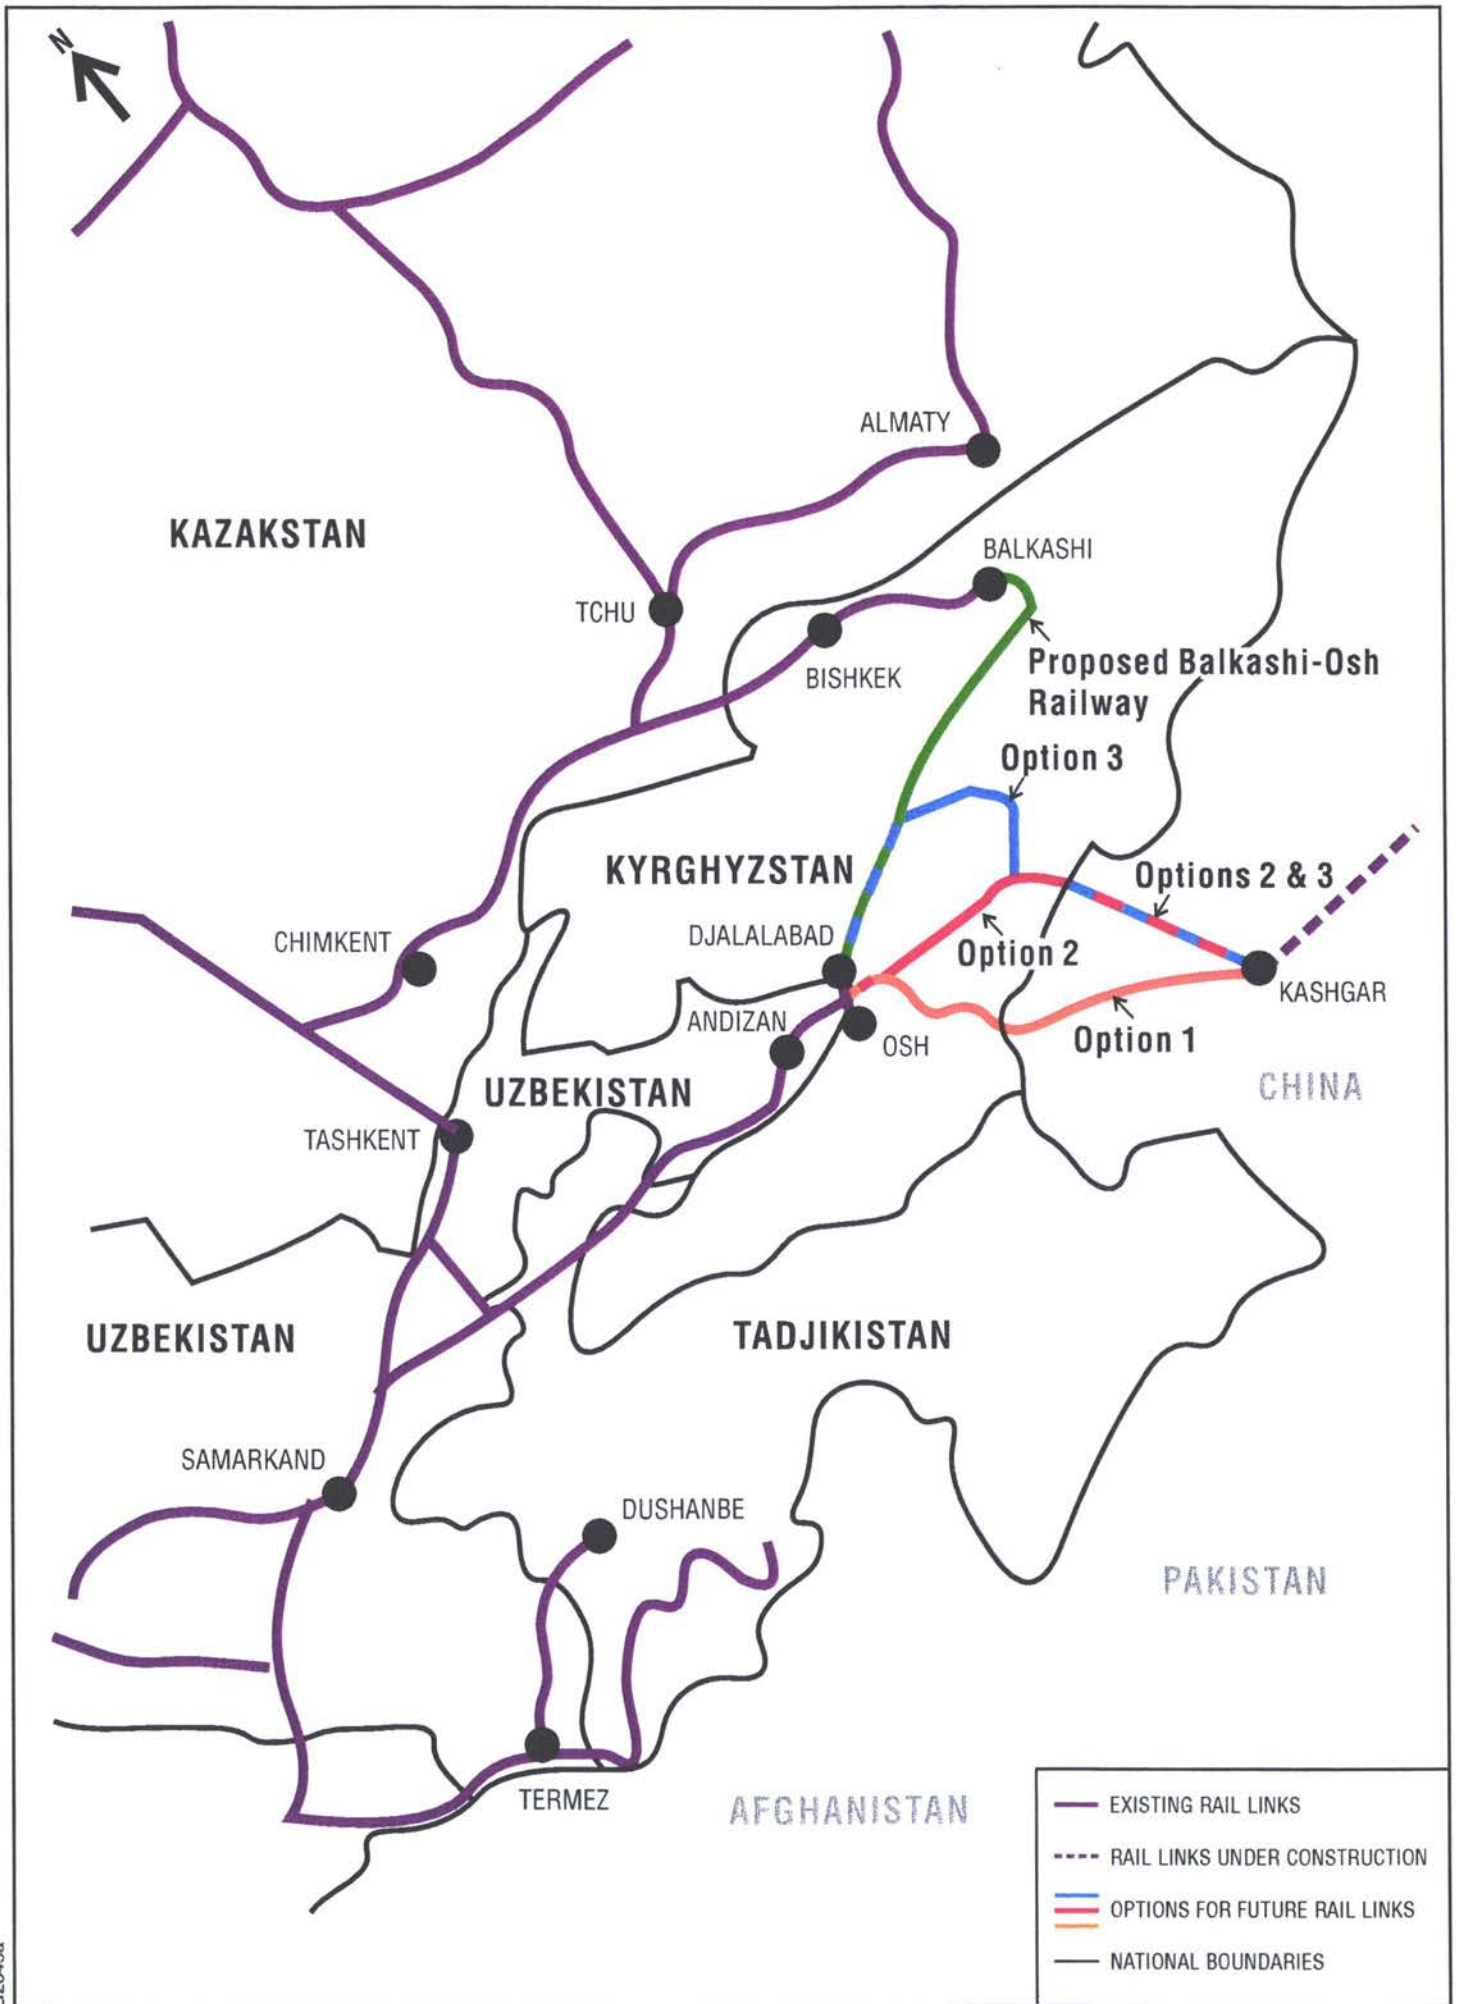 N
ALMATY
KAZAKSTAN
BALKASHI
TCHU
BISHKEK
Proposed Balkashi-Osh
Railway
Option 3
KYRGHYZSTAN
Options 2 & 3
CHIMKENT
DJALALABAD
Option 2
KASHGAR
ANDIZAN
OSH
Option 1
UZBEKISTAN
CHINA
TASHKENT
UZBEKISTAN
TADJIKISTAN
SAMARKAND
DUSHANBE
PAKISTAN
TERMEZ
AFGHANISTAN
EXISTING RAIL LINKS
RAIL LINKS UNDER CONSTRUCTION
OPTIONS FOR FUTURE RAIL LINKS
NATIONAL BOUNDARIES